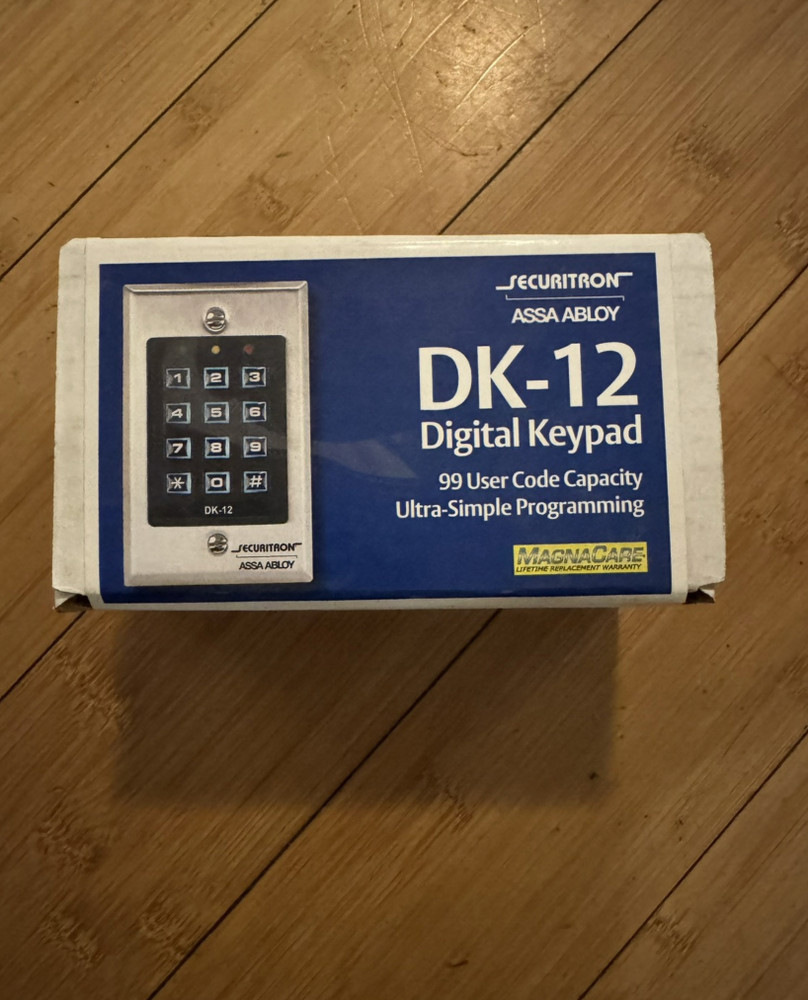 SECURITRON
ASSA ABLOY
DK-12
Digital Keypad
99 User Code Capacity
Ultra-Simple Programming
MAGNACARE
LIFETIME REPLACEMENT WARRANTY
1 2 3
4 5 6
7 8 9
* 0 #
DK-12
SECURITRON
ASSA ABLOY